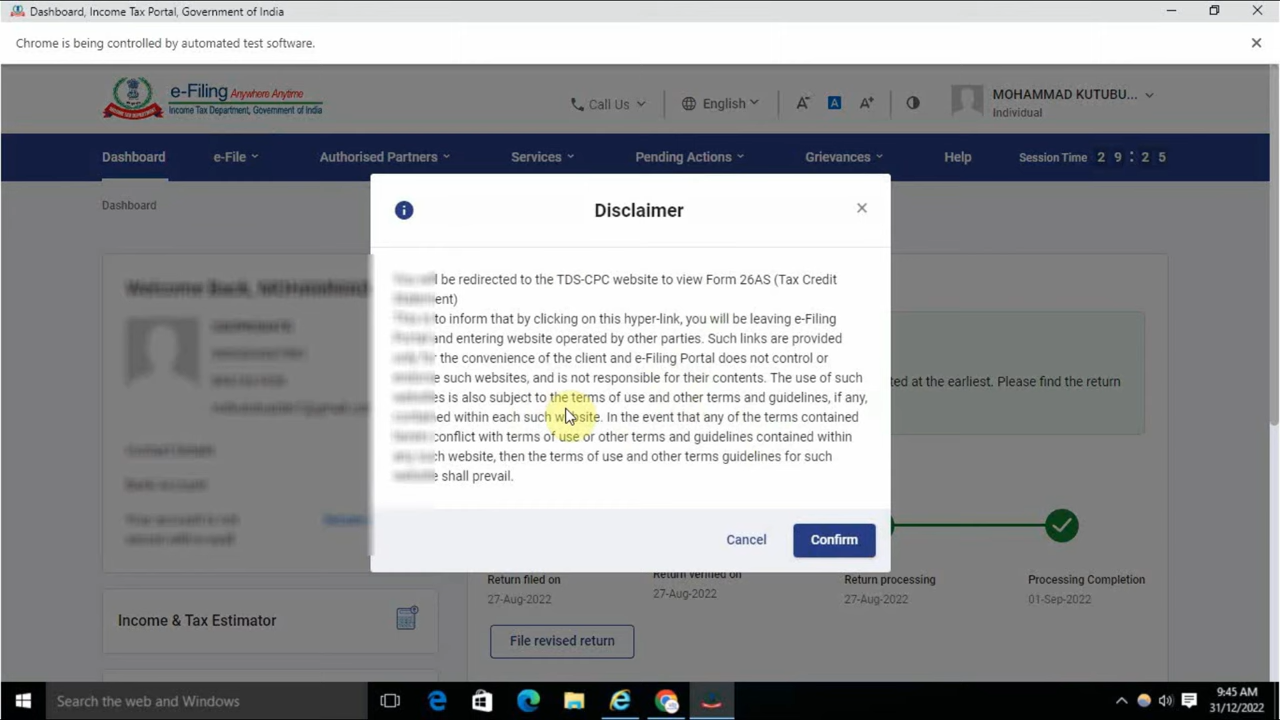 Dashboard, Income Tax Portal, Government of India
Chrome is being controlled by automated test software.
e-Filing Anywhere Anytime
Income Tax Department, Government of India
Call Us
English
A-
A
A+
MOHAMMAD KUTUBU...
Individual
Dashboard
e-File
Authorised Partners
Services
Pending Actions
Grievances
Help
Session Time 2 9 : 2 5
Dashboard
Disclaimer
be redirected to the TDS-CPC website to view Form 26AS (Tax Credit
to inform that by clicking on this hyper-link, you will be leaving e-Filing
and entering website operated by other parties. Such links are provided
the convenience of the client and e-Filing Portal does not control or
such websites, and is not responsible for their contents. The use of such
is also subject to the terms of use and other terms and guidelines, if any,
within each such website. In the event that any of the terms contained
conflict with terms of use or other terms and guidelines contained within
website, then the terms of use and other terms guidelines for such
shall prevail.
Cancel
Confirm
at the earliest. Please find the return
Return filed on
27-Aug-2022
Return verified on
27-Aug-2022
Return processing
27-Aug-2022
Processing Completion
01-Sep-2022
File revised return
Income & Tax Estimator
Search the web and Windows
9:45 AM
31/12/2022